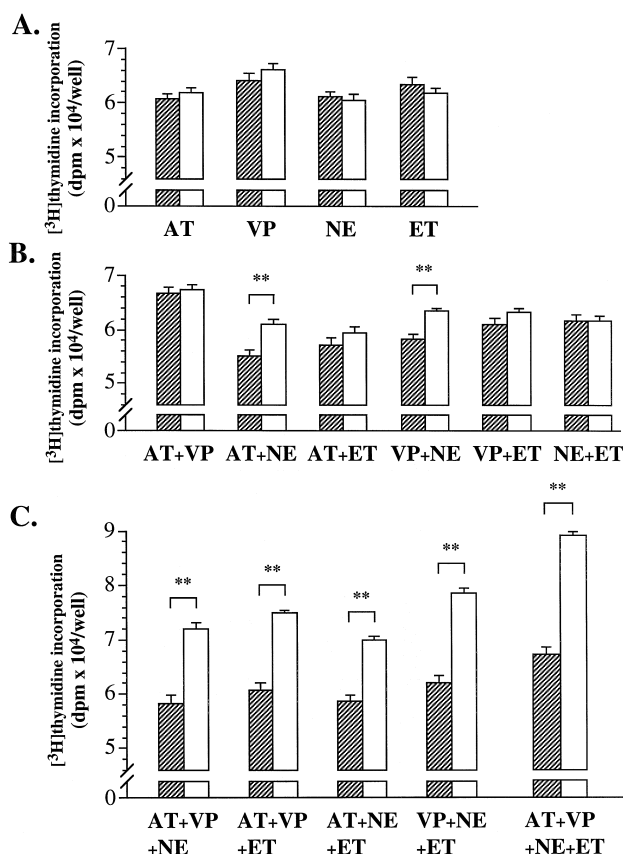 A.
[³H]thymidine incorporation
(dpm x 10⁴/well)
7
6
5
0
AT VP NE ET
B.
[³H]thymidine incorporation
(dpm x 10⁴/well)
7
6
5
0
** **
AT+VP AT+NE AT+ET VP+NE VP+ET NE+ET
C.
[³H]thymidine incorporation
(dpm x 10⁴/well)
9
8
7
6
5
0
** ** ** ** **
AT+VP AT+VP AT+NE VP+NE AT+VP
+NE +ET +ET +ET +NE+ET